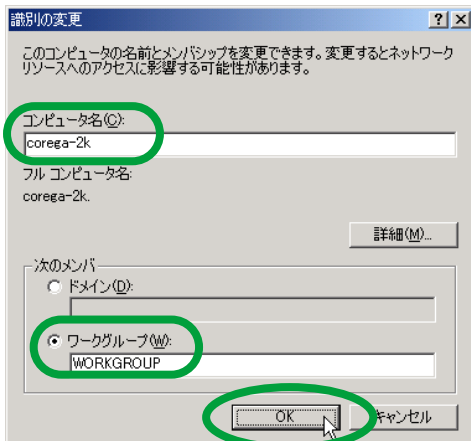 識別の変更
このコンピュータの名前とメンバシップを変更できます。変更するとネットワーク
リソースへのアクセスに影響する可能性があります。
コンピュータ名(C):
corega-2k
フル コンピュータ名:
corega-2k.
詳細(M)...
次のメンバ
ドメイン(D):
ワークグループ(W):
WORKGROUP
OK
キャンセル